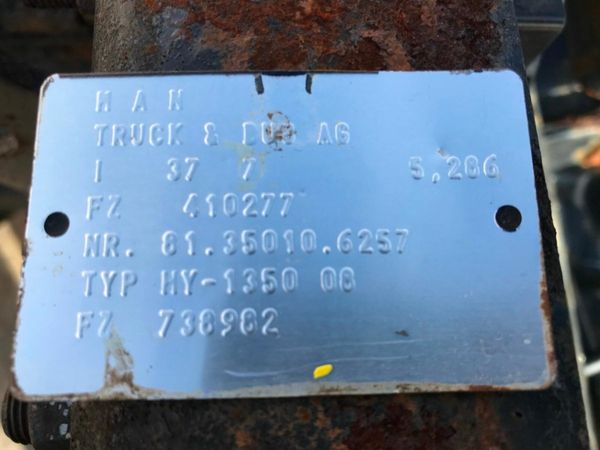 M A N
TRUCK & BUS AG
I 37 7 5,286
FZ 410277
NR. 81.35010.6257
TYP HY-1350 08
FZ 738982